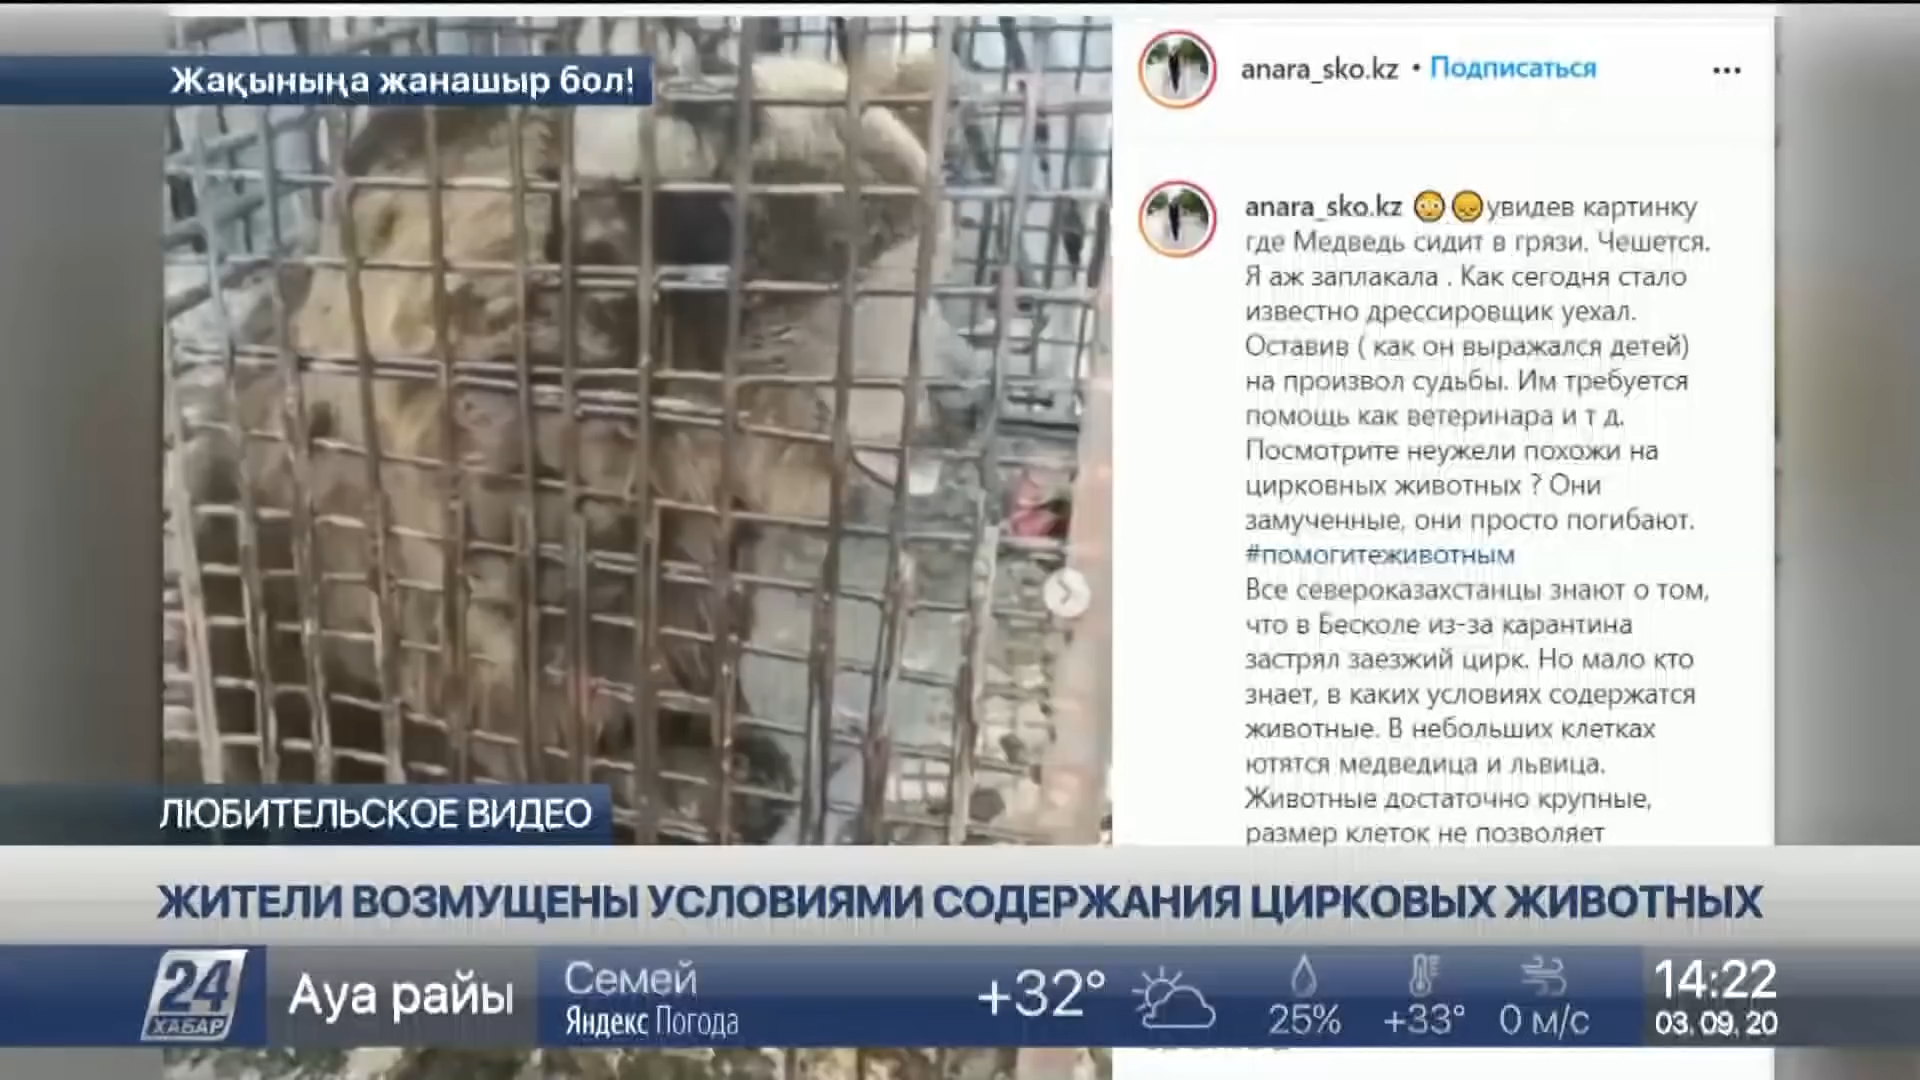 Жақыныңа жанашыр бол!
anara_sko.kz • Подписаться
anara_sko.kz 😳😞увидев картинку
где Медведь сидит в грязи. Чешется.
Я аж заплакала . Как сегодня стало
известно дрессировщик уехал.
Оставив ( как он выражался детей)
на произвол судьбы. Им требуется
помощь как ветеринара и т д.
Посмотрите неужели похожи на
цирковных животных ? Они
замученные, они просто погибают.
#помогитеживотным
Все североказахстанцы знают о том,
что в Бесколе из-за карантина
застрял заезжий цирк. Но мало кто
знает, в каких условиях содержатся
животные. В небольших клетках
ютятся медведица и львица.
Животные достаточно крупные,
размер клеток не позволяет
ЛЮБИТЕЛЬСКОЕ ВИДЕО
ЖИТЕЛИ ВОЗМУЩЕНЫ УСЛОВИЯМИ СОДЕРЖАНИЯ ЦИРКОВЫХ ЖИВОТНЫХ
24
ХАБАР
Ауа райы
Семей
Яндекс Погода
+32°
25%
+33°
0 м/с
14:22
03.09.20